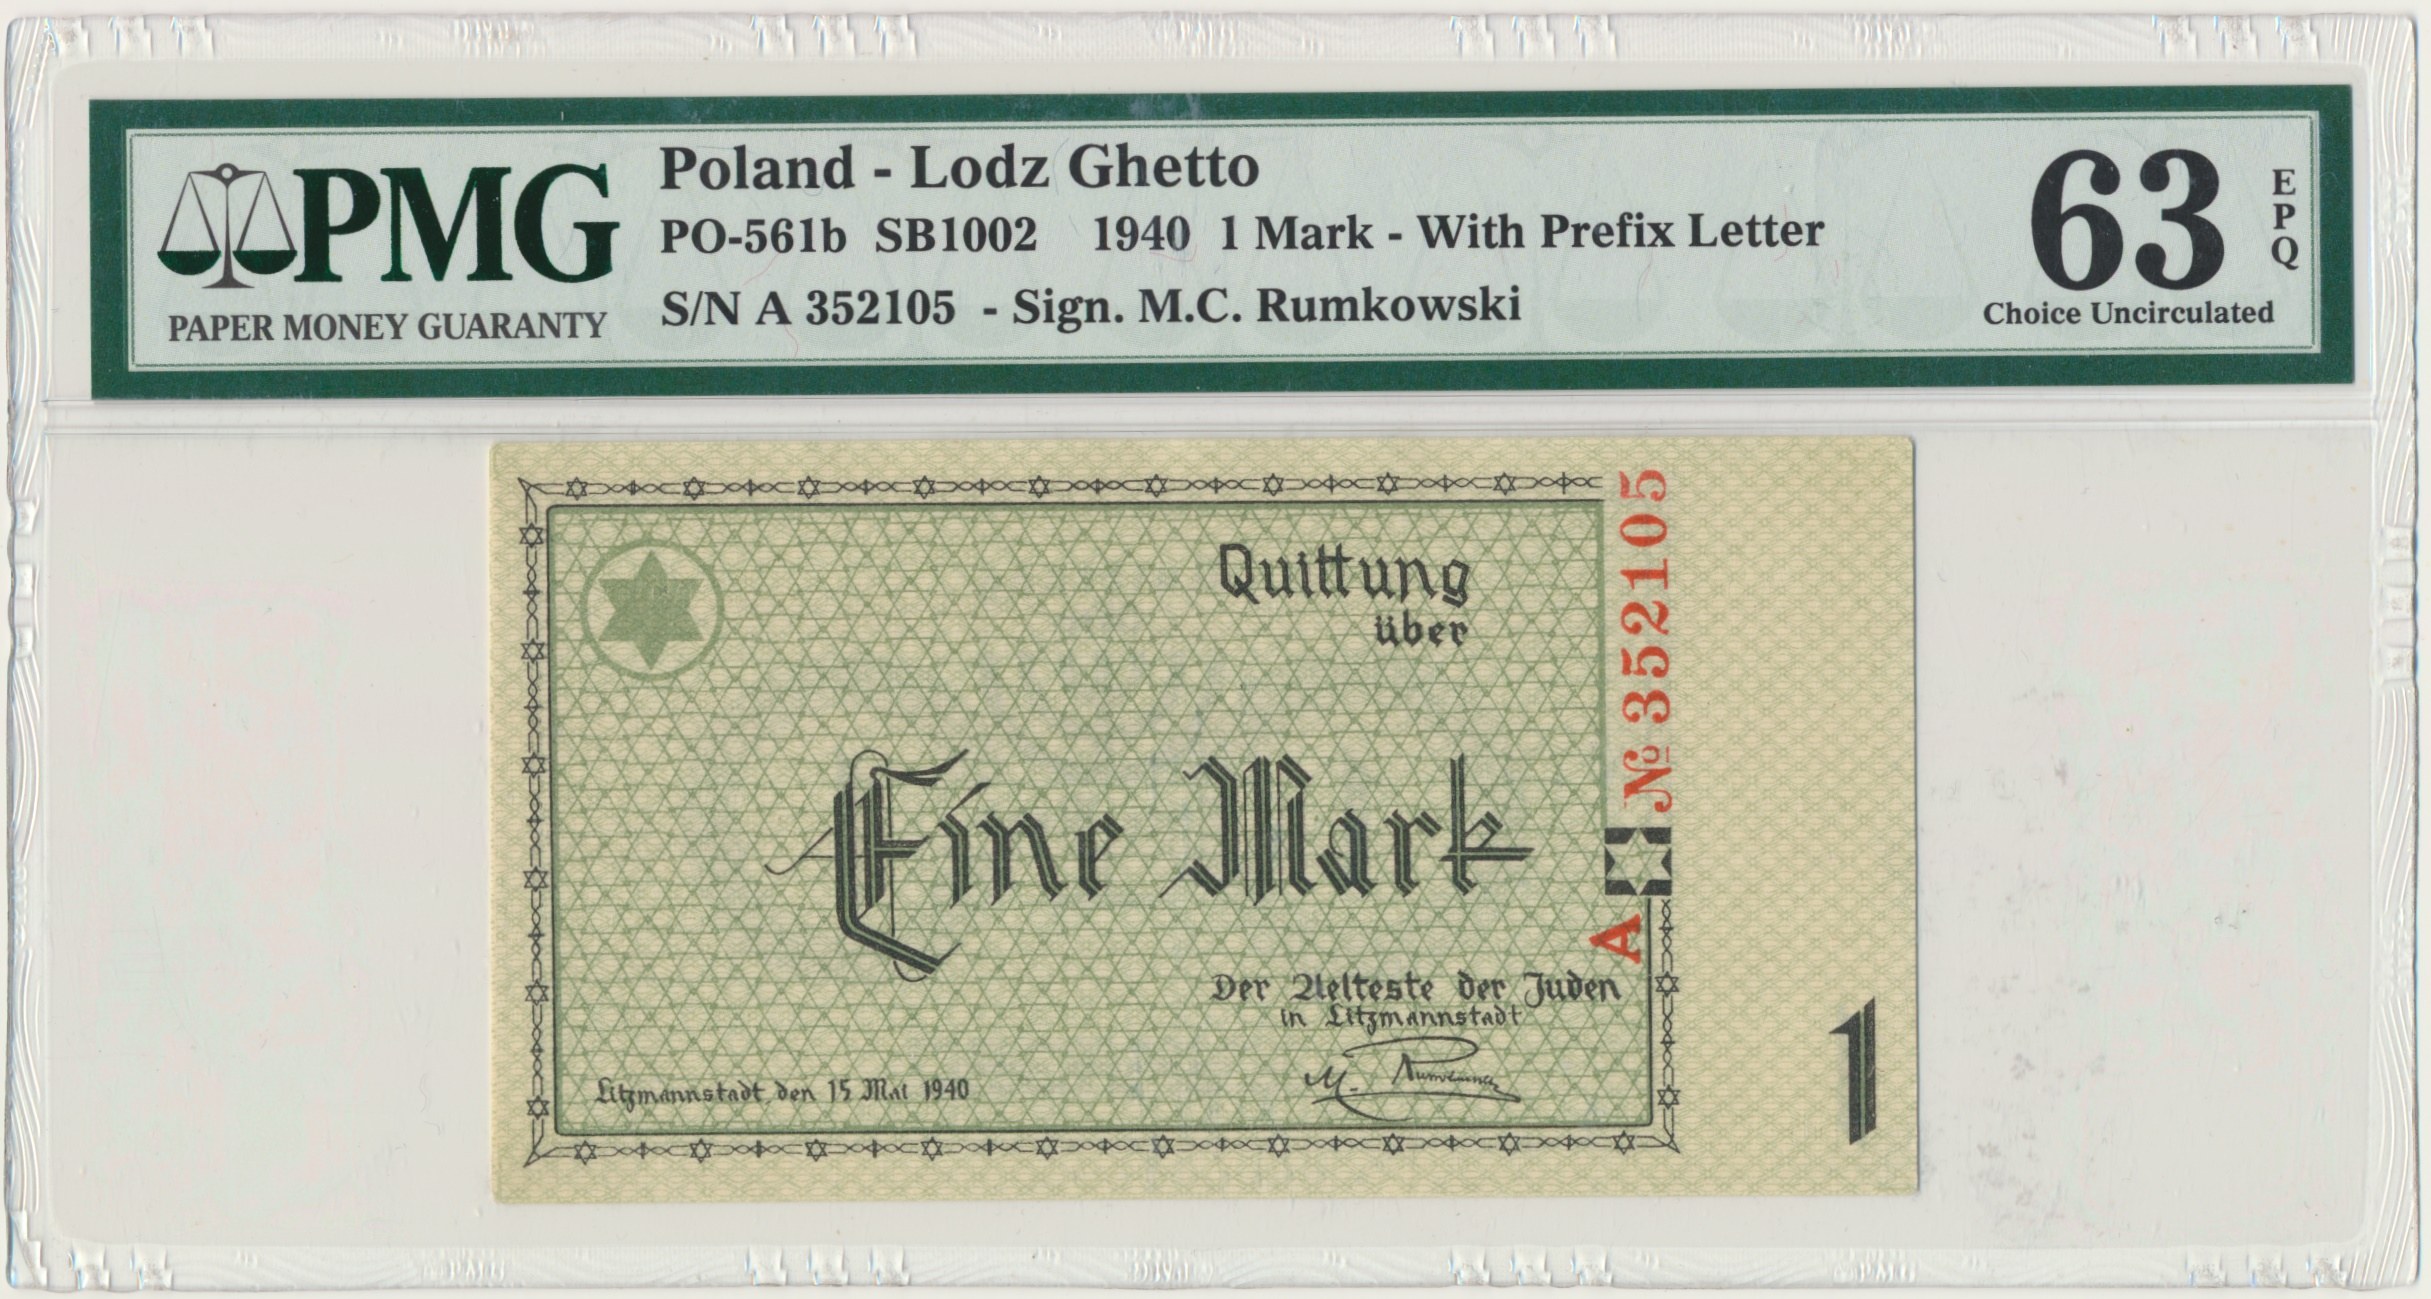 PMG
PAPER MONEY GUARANTY
Poland - Lodz Ghetto
PO-561b SB1002 1940 1 Mark - With Prefix Letter
S/N A 352105 - Sign. M.C. Rumkowski
63
EPQ
Choice Uncirculated
Quittung
über
Eine Mark
№ 352105
A
Der Aelteste der Juden
in Litzmannstadt
M. Rumkowski
Litzmannstadt, den 15 Mai 1940
1